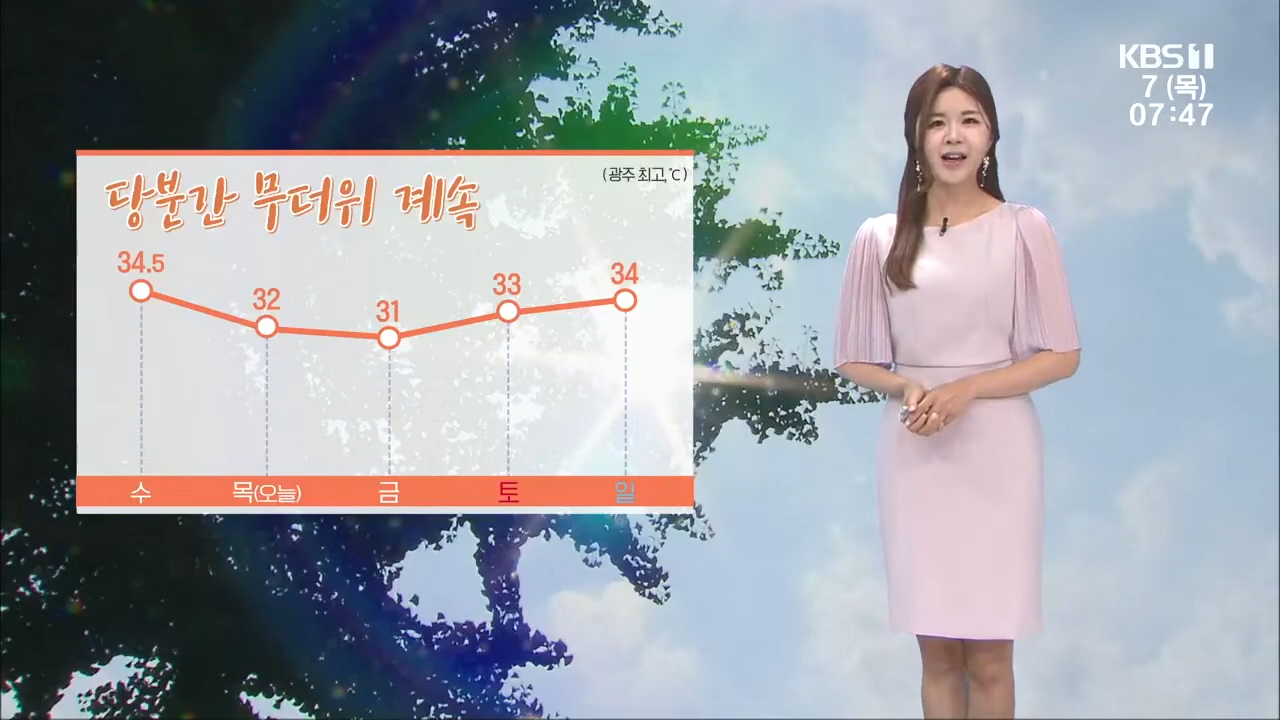 KBS 1
7 (목)
07:47
당분간 무더위 계속
(광주 최고, ℃)
34.5 32 31 33 34
수 목(오늘) 금 토 일